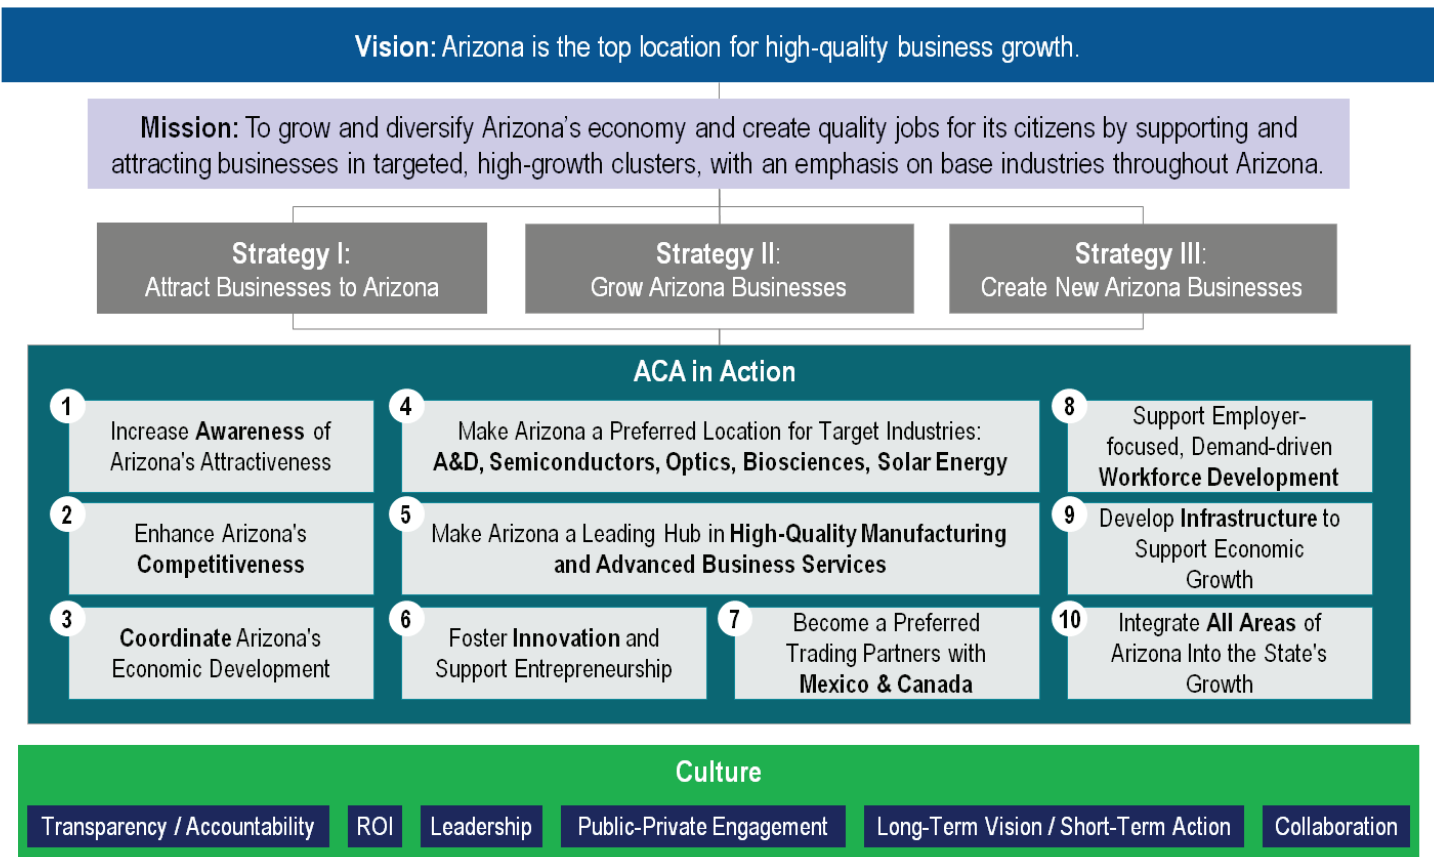 Vision: Arizona is the top location for high-quality business growth.
Mission: To grow and diversify Arizona's economy and create quality jobs for its citizens by supporting and
attracting businesses in targeted, high-growth clusters, with an emphasis on base industries throughout Arizona.
Strategy I:
Attract Businesses to Arizona
Strategy II:
Grow Arizona Businesses
Strategy III:
Create New Arizona Businesses
ACA in Action
1
Increase Awareness of
Arizona's Attractiveness
2
Enhance Arizona's
Competitiveness
3
Coordinate Arizona's
Economic Development
4
Make Arizona a Preferred Location for Target Industries:
A&D, Semiconductors, Optics, Biosciences, Solar Energy
5
Make Arizona a Leading Hub in High-Quality Manufacturing
and Advanced Business Services
6
Foster Innovation and
Support Entrepreneurship
7
Become a Preferred
Trading Partners with
Mexico & Canada
8
Support Employer-
focused, Demand-driven
Workforce Development
9
Develop Infrastructure to
Support Economic
Growth
10
Integrate All Areas of
Arizona Into the State's
Growth
Culture
Transparency / Accountability
ROI
Leadership
Public-Private Engagement
Long-Term Vision / Short-Term Action
Collaboration